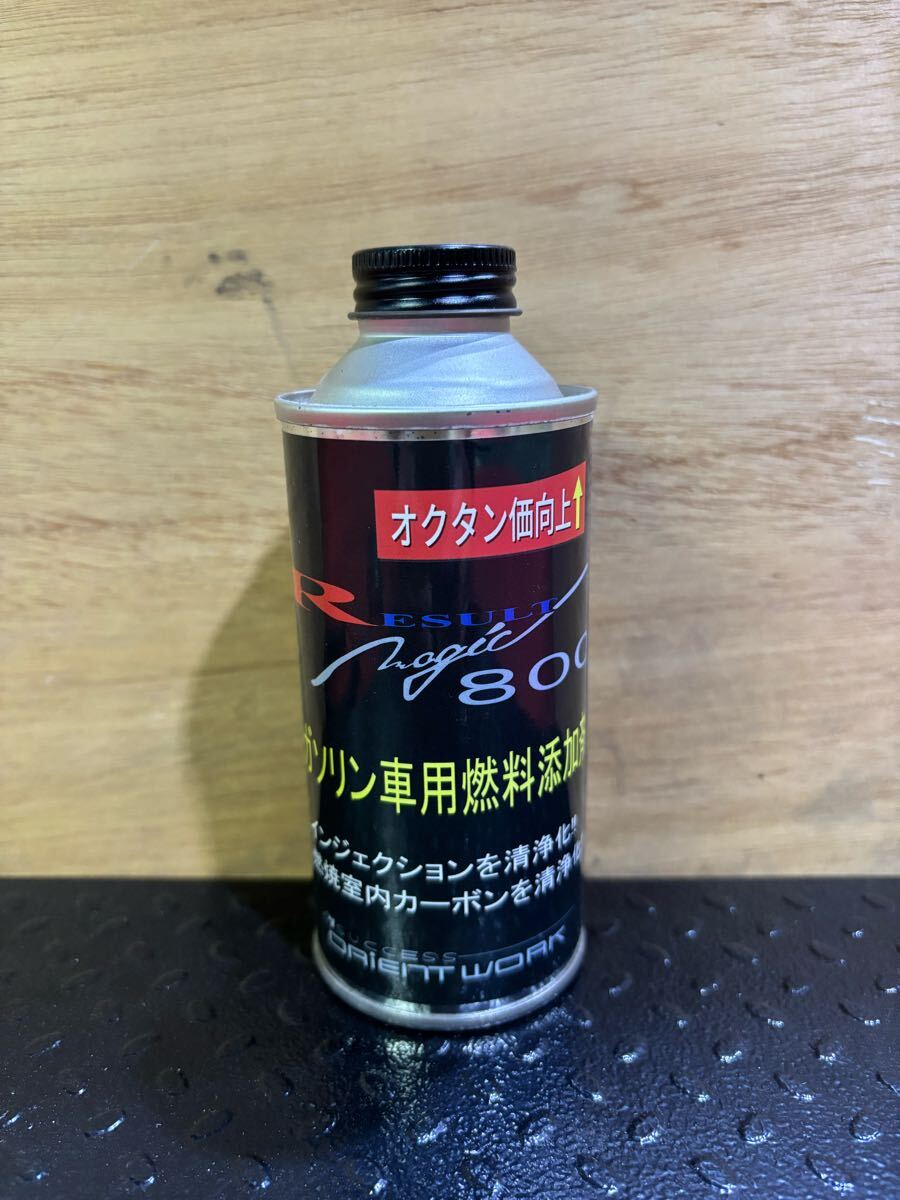 オクタン価向上↑
RESULT
magic
800
ガソリン車用燃料添加剤
インジェクションを清浄化!!
燃焼室内カーボンを清浄化
SUCCESS
ORIENT WORK